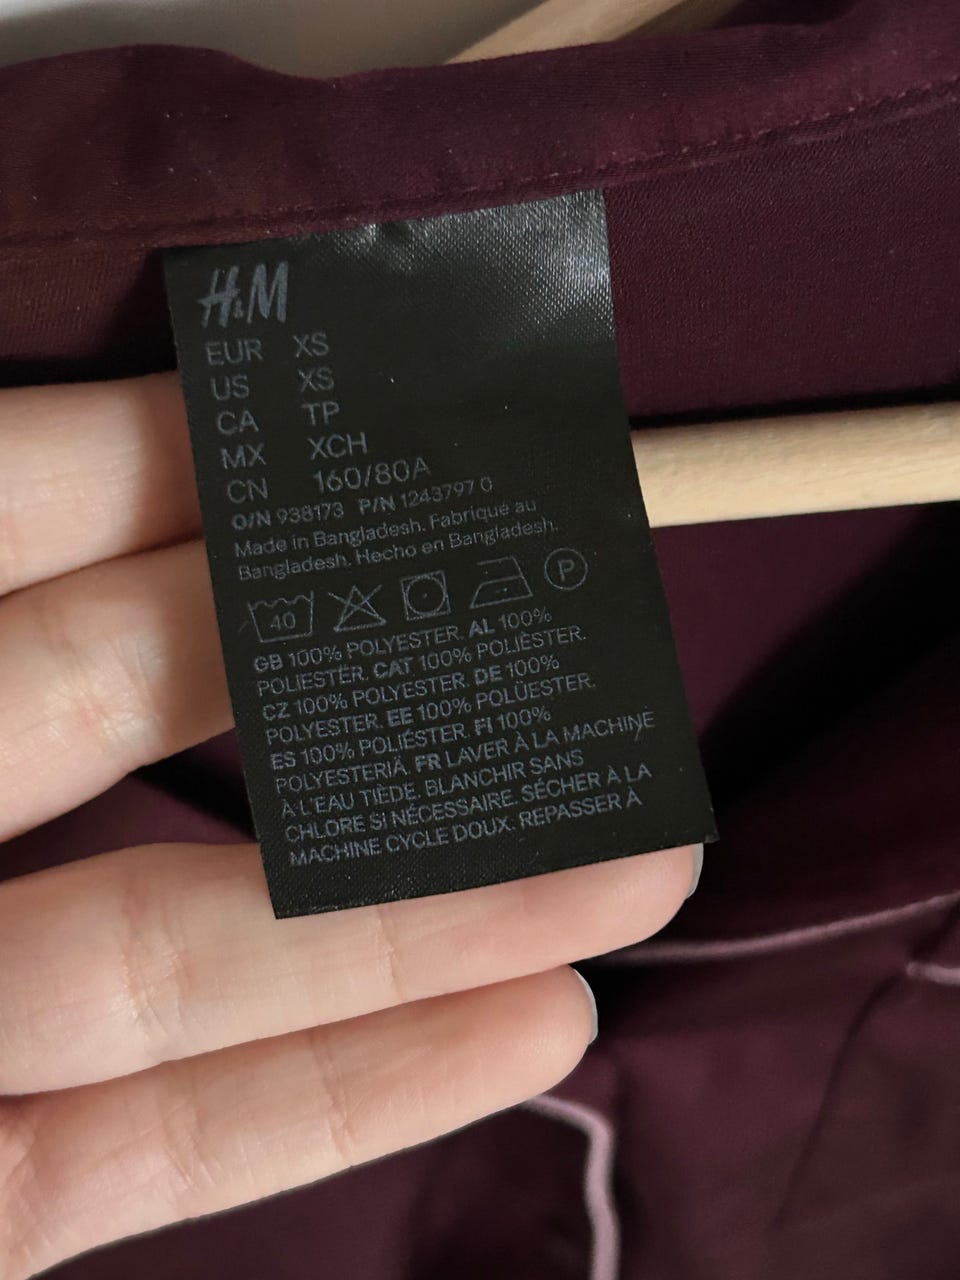 H&M
EUR XS
US XS
CA TP
MX XCH
CN 160/80A
O/N 938173 P/N 1243797 0
Made in Bangladesh. Fabriqué au
Bangladesh. Hecho en Bangladesh.
40 P
GB 100% POLYESTER. AL 100%
POLIESTËR. CAT 100% POLIÈSTER.
CZ 100% POLYESTER. DE 100%
POLYESTER. EE 100% POLÜESTER.
ES 100% POLIÉSTER. FI 100%
POLYESTERIÄ. FR LAVER À LA MACHINE
À L'EAU TIÈDE. BLANCHIR SANS
CHLORE SI NÉCESSAIRE. SÉCHER À LA
MACHINE CYCLE DOUX. REPASSER À